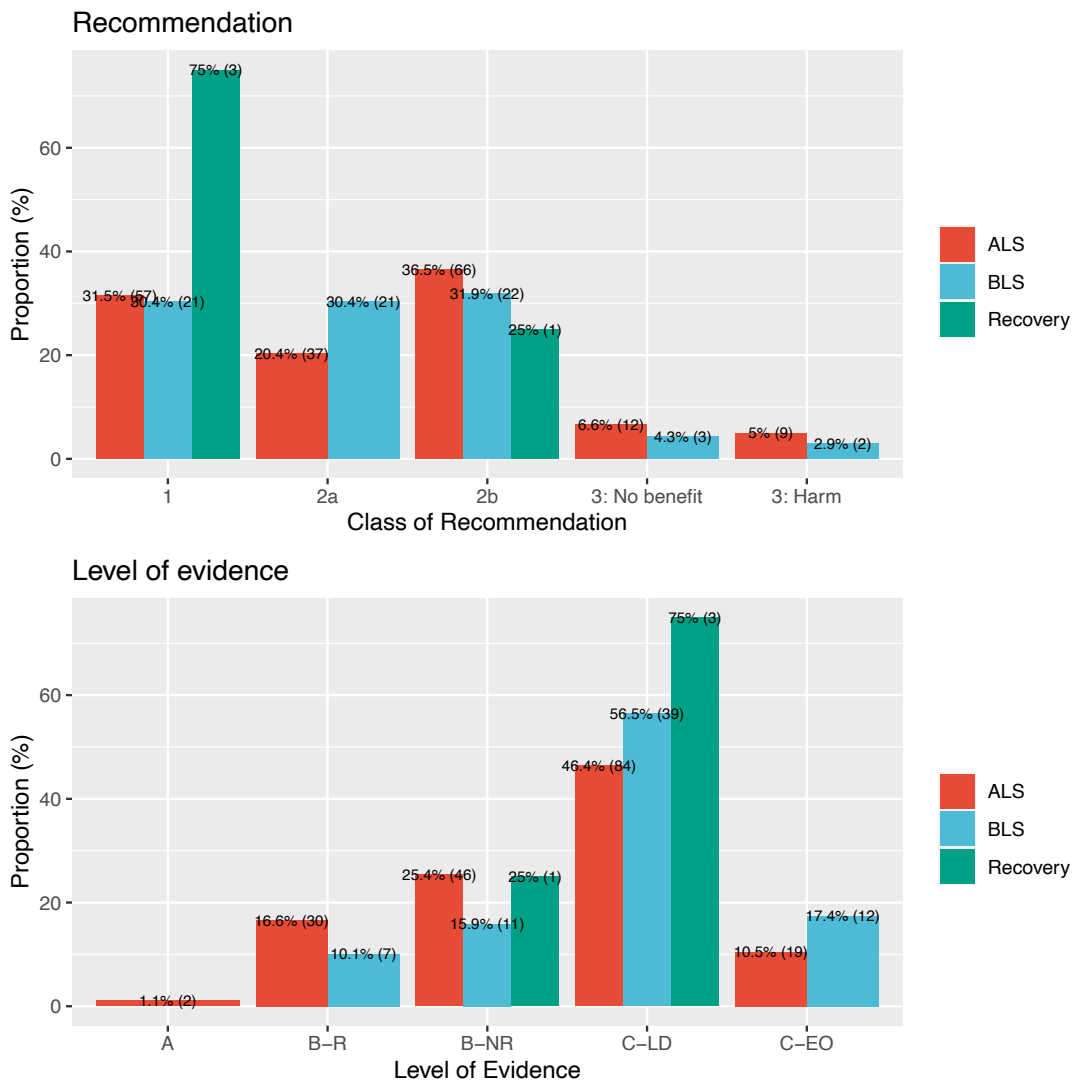 Recommendation
75% (3)
31.5% (57)
30.4% (21)
20.4% (37)
30.4% (21)
36.5% (66)
31.9% (22)
25% (1)
6.6% (12)
4.3% (3)
5% (9)
2.9% (2)
60
40
20
0
Proportion (%)
1 2a 2b 3: No benefit 3: Harm
Class of Recommendation
ALS
BLS
Recovery
Level of evidence
1.1% (2)
16.6% (30)
10.1% (7)
25.4% (46)
15.9% (11)
25% (1)
46.4% (84)
56.5% (39)
75% (3)
10.5% (19)
17.4% (12)
60
40
20
0
Proportion (%)
A B−R B−NR C−LD C−EO
Level of Evidence
ALS
BLS
Recovery